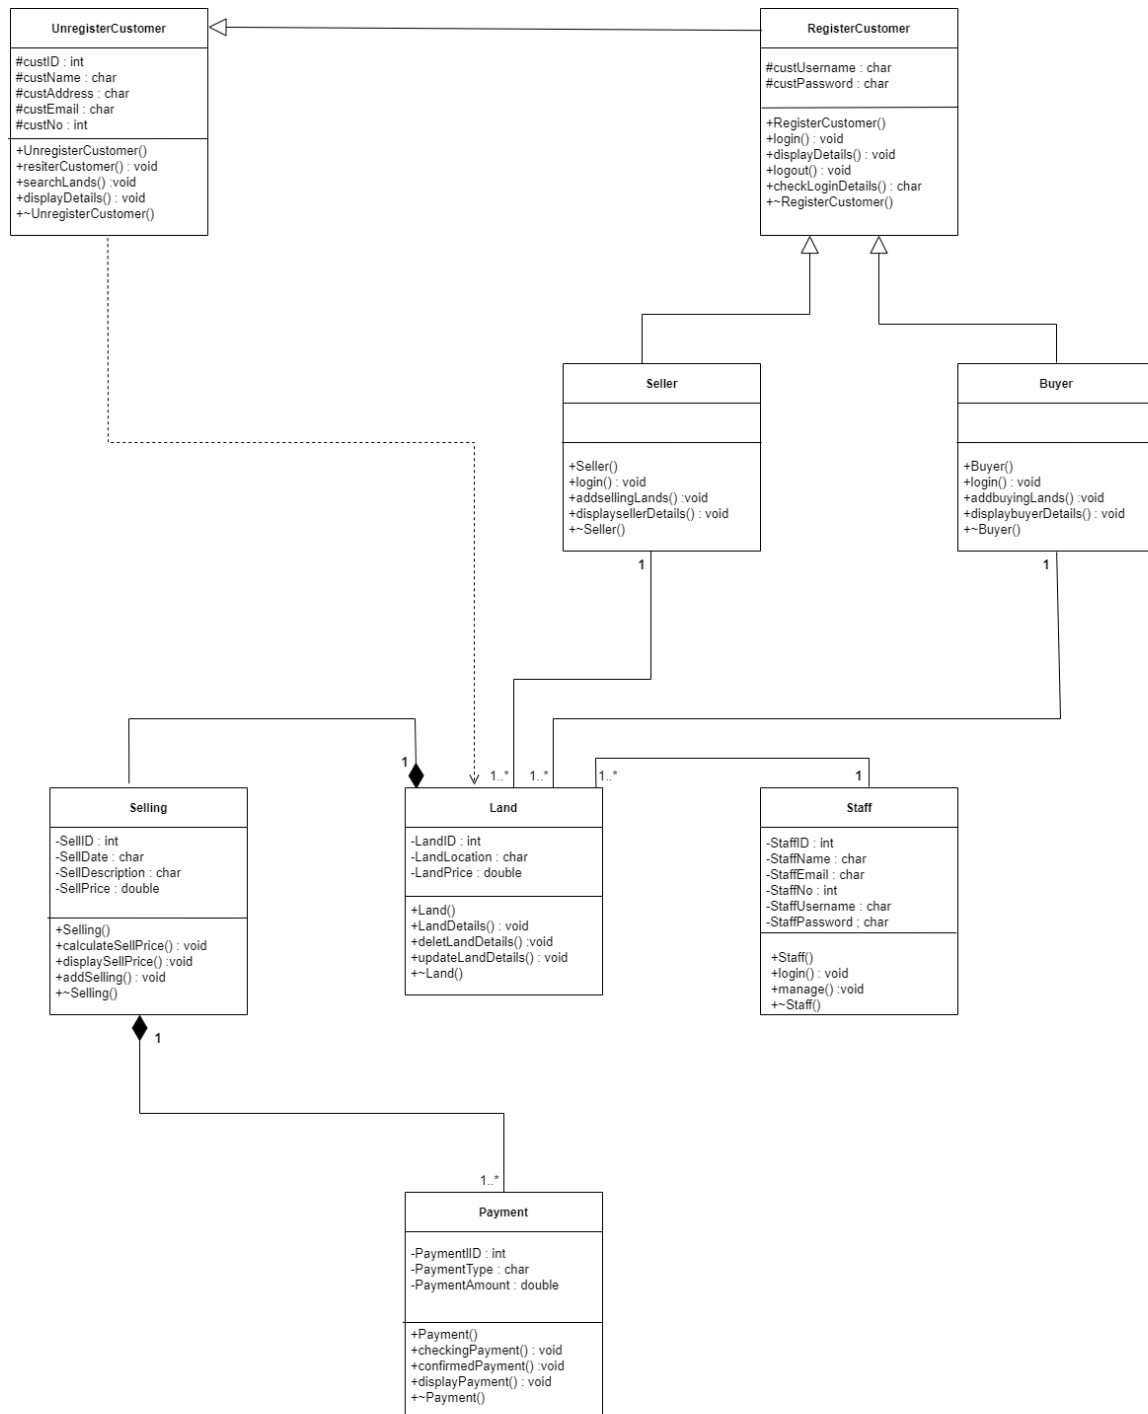 UnregisterCustomer
#custID : int
#custName : char
#custAddress : char
#custEmail : char
#custNo : int
+UnregisterCustomer()
+resiterCustomer() : void
+searchLands() :void
+displayDetails() : void
+~UnregisterCustomer()
RegisterCustomer
#custUsername : char
#custPassword : char
+RegisterCustomer()
+login() : void
+displayDetails() : void
+logout() : void
+checkLoginDetails() : char
+~RegisterCustomer()
Seller
+Seller()
+login() : void
+addsellingLands() :void
+displaysellerDetails() : void
+~Seller()
1
Buyer
+Buyer()
+login() : void
+addbuyingLands() :void
+displaybuyerDetails() : void
+~Buyer()
1
1
1..*
1..*
1..*
1
Selling
-SellID : int
-SellDate : char
-SellDescription : char
-SellPrice : double
+Selling()
+calculateSellPrice() : void
+displaySellPrice() : void
+addSelling() : void
+~Selling()
1
Land
-LandID : int
-LandLocation : char
-LandPrice : double
+Land()
+LandDetails() : void
+deletLandDetails() :void
+updateLandDetails() : void
+~Land()
Staff
-StaffID : int
-StaffName : char
-StaffEmail : char
-StaffNo : int
-StaffUsername : char
-StaffPassword ; char
+Staff()
+login() : void
+manage() :void
+~Staff()
1..*
Payment
-PaymentIID : int
-PaymentType : char
-PaymentAmount : double
+Payment()
+checkingPayment() : void
+confirmedPayment() :void
+displayPayment() : void
+~Payment()